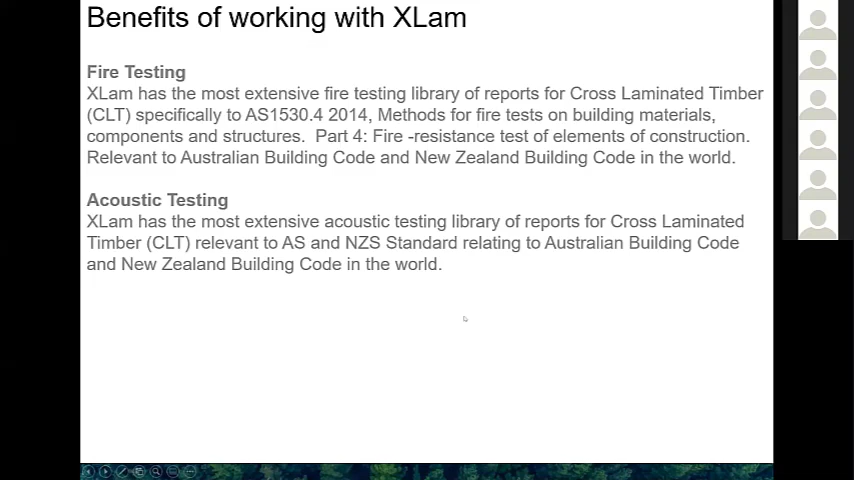 Benefits of working with XLam
Fire Testing
XLam has the most extensive fire testing library of reports for Cross Laminated Timber
(CLT) specifically to AS1530.4 2014, Methods for fire tests on building materials,
components and structures.  Part 4: Fire -resistance test of elements of construction.
Relevant to Australian Building Code and New Zealand Building Code in the world.
Acoustic Testing
XLam has the most extensive acoustic testing library of reports for Cross Laminated
Timber (CLT) relevant to AS and NZS Standard relating to Australian Building Code
and New Zealand Building Code in the world.